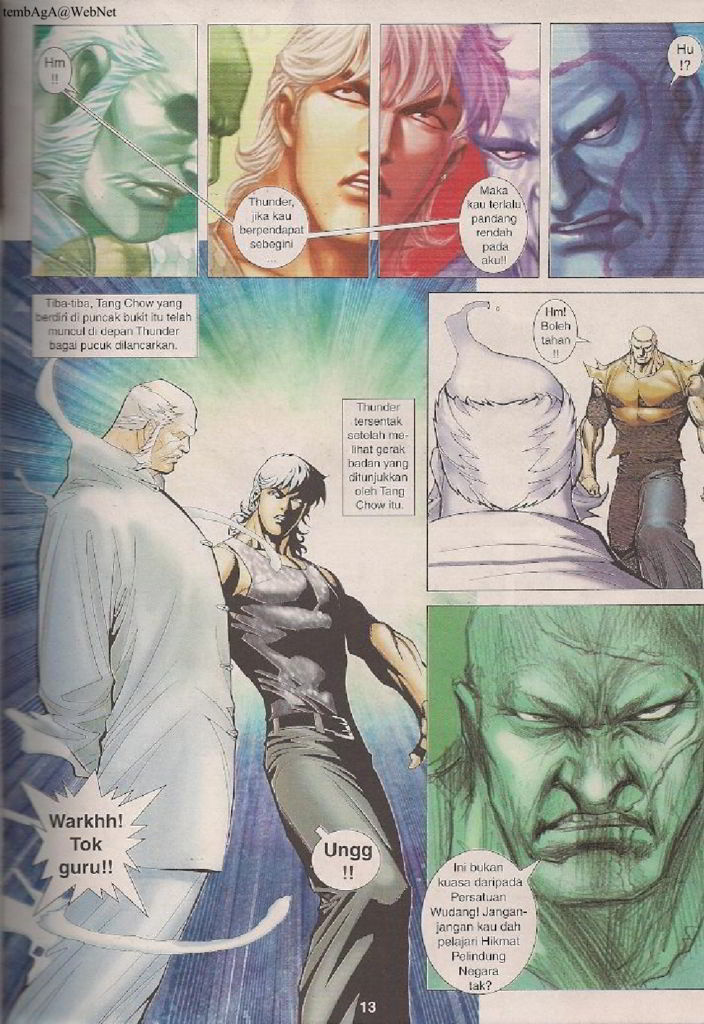 tembAgA@WebNet
Hm
!!
Thunder,
jika kau
berpendapat
sebegini
...
Maka
kau terlalu
pandang
rendah
pada
aku!!
Hu
!?
Tiba-tiba, Tang Chow yang
berdiri di puncak bukit itu telah
muncul di depan Thunder
bagai pucuk dilancarkan.
Thunder
tersentak
setelah me-
lihat gerak
badan yang
ditunjukkan
oleh Tang
Chow itu.
Hm!
Boleh
tahan
!!
Warkhh!
Tok
guru!!
Ungg
!!
Ini bukan
kuasa daripada
Persatuan
Wudang! Jangan-
jangan kau dah
pelajari Hikmat
Pelindung
Negara
tak?
13